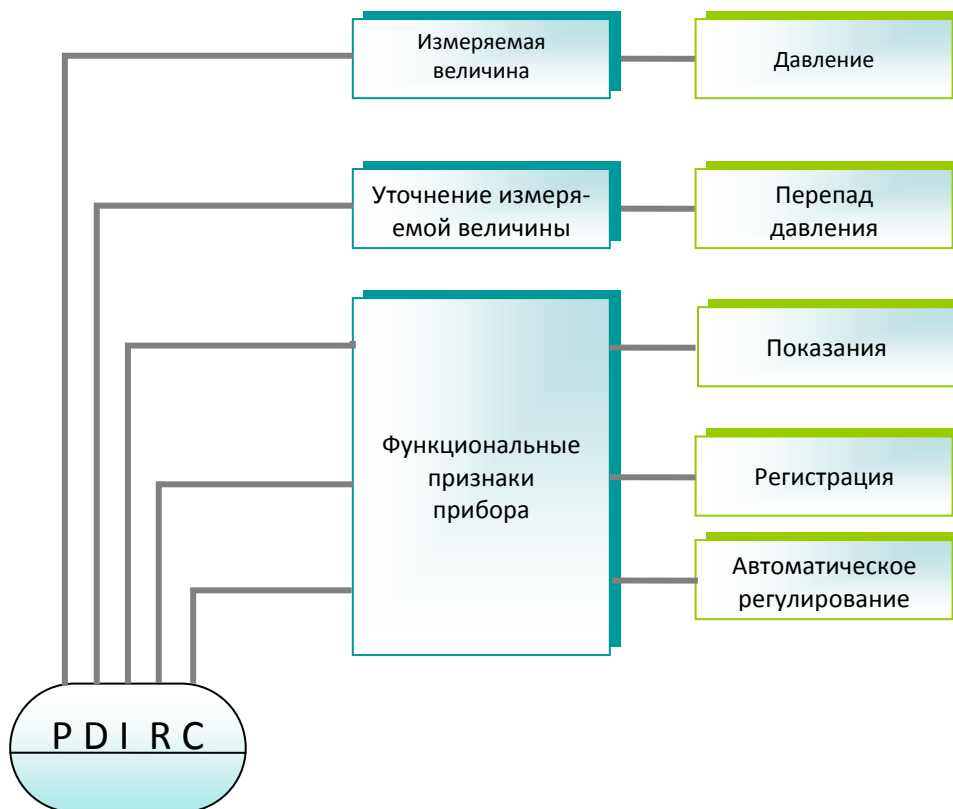 Измеряемая
величина
Давление
Уточнение измеря-
емой величины
Перепад
давления
Функциональные
признаки
прибора
Показания
Регистрация
Автоматическое
регулирование
P D I R C